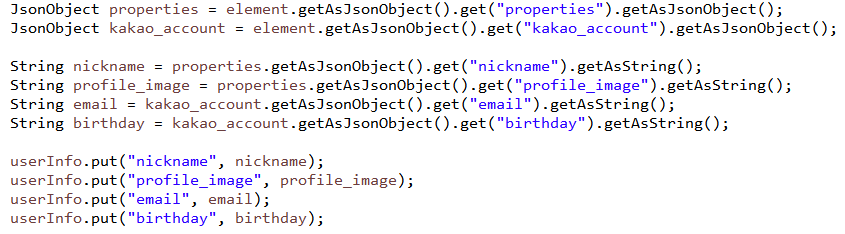 JsonObject properties = element.getAsJsonObject().get("properties").getAsJsonObject();
JsonObject kakao_account = element.getAsJsonObject().get("kakao_account").getAsJsonObject();
String nickname = properties.getAsJsonObject().get("nickname").getAsString();
String profile_image = properties.getAsJsonObject().get("profile_image").getAsString();
String email = kakao_account.getAsJsonObject().get("email").getAsString();
String birthday = kakao_account.getAsJsonObject().get("birthday").getAsString();
userInfo.put("nickname", nickname);
userInfo.put("profile_image", profile_image);
userInfo.put("email", email);
userInfo.put("birthday", birthday);